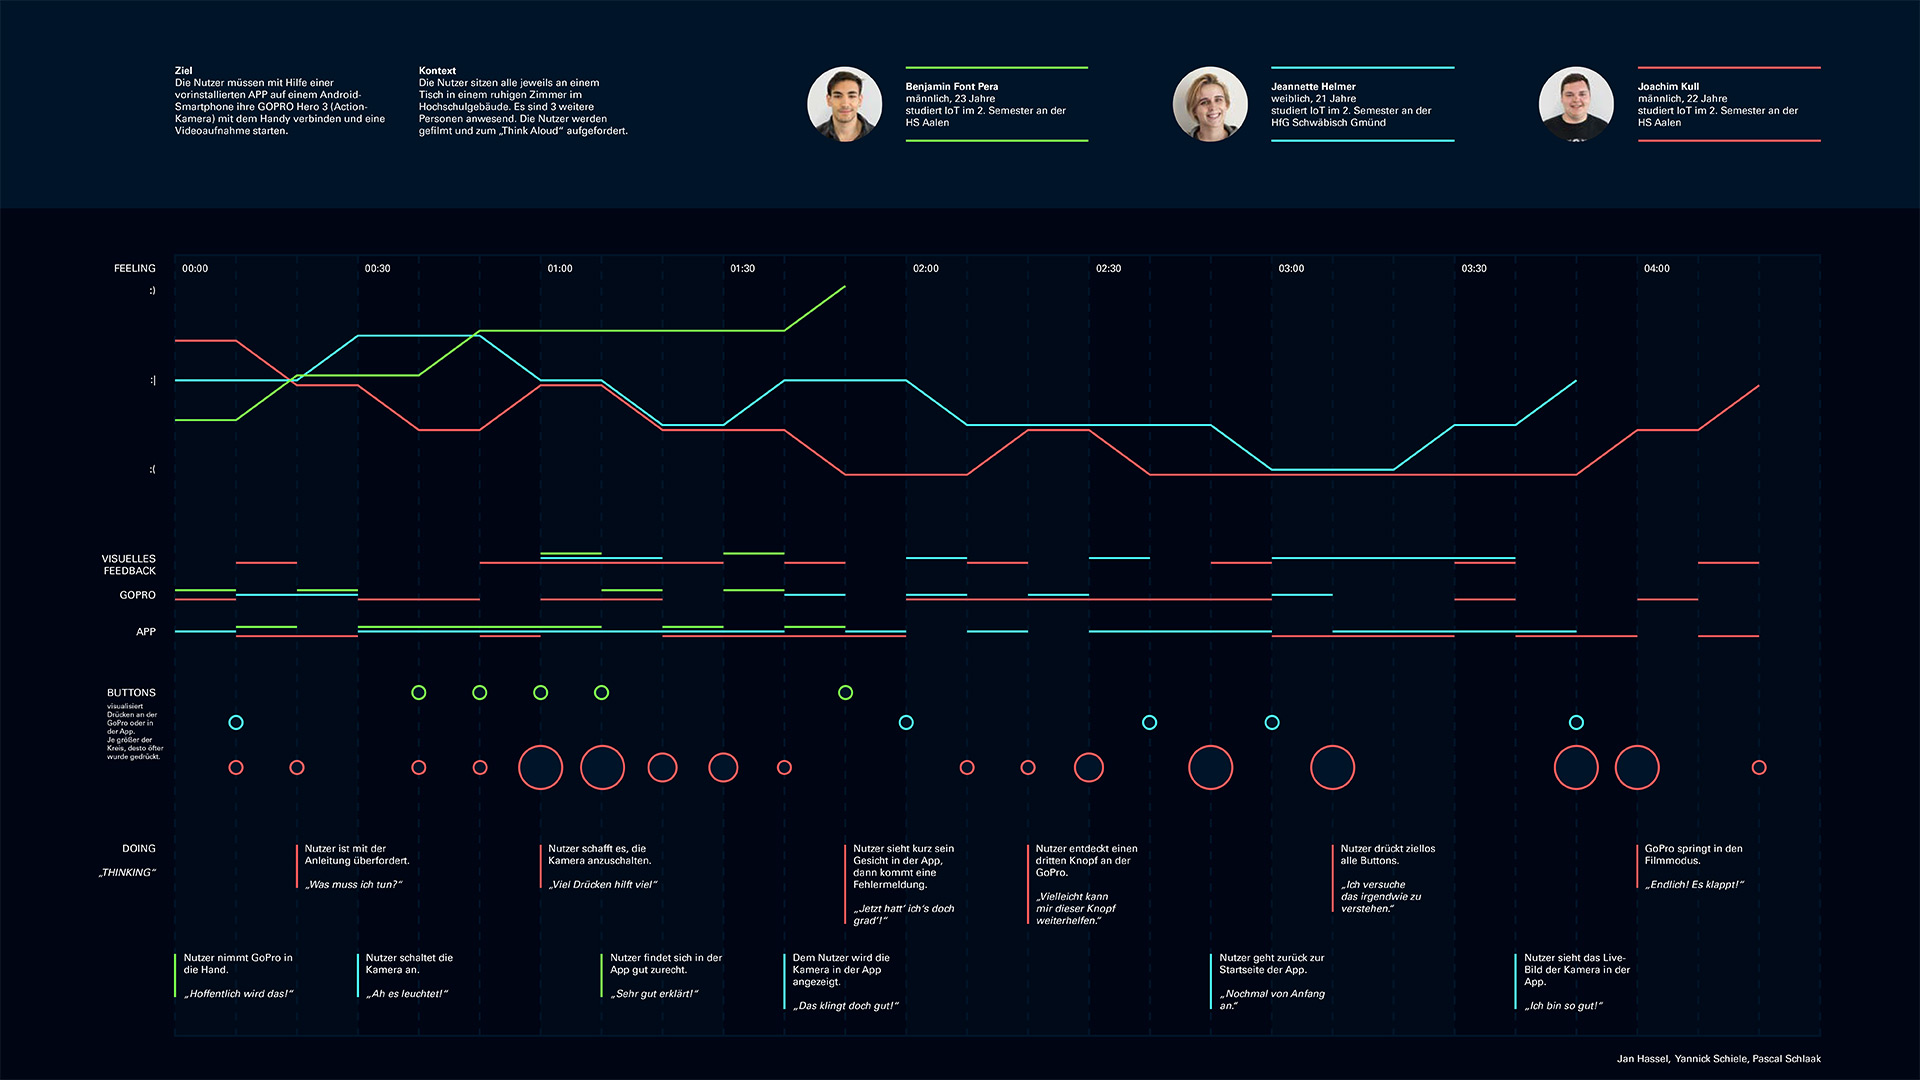 Ziel
Die Nutzer müssen mit Hilfe einer
vorinstallierten APP auf einem Android-
Smartphone ihre GOPRO Hero 3 (Action-
Kamera) mit dem Handy verbinden und eine
Videoaufnahme starten.
Kontext
Die Nutzer sitzen alle jeweils an einem
Tisch in einem ruhigen Zimmer im
Hochschulgebäude. Es sind 3 weitere
Personen anwesend. Die Nutzer werden
gefilmt und zum „Think Aloud“ aufgefordert.
Benjamin Font Pera
männlich, 23 Jahre
studiert IoT im 2. Semester an der
HS Aalen
Jeannette Helmer
weiblich, 21 Jahre
studiert IoT im 2. Semester an der
HfG Schwäbisch Gmünd
Joachim Kull
männlich, 22 Jahre
studiert IoT im 2. Semester an der
HS Aalen
FEELING
00:00
00:30
01:00
01:30
02:00
02:30
03:00
03:30
04:00
:)
:|
:(
VISUELLES
FEEDBACK
GOPRO
APP
BUTTONS
visualisiert
Drücken an der
GoPro oder in
der App.
Je größer der
Kreis, desto öfter
wurde gedrückt.
DOING
„THINKING“
Nutzer ist mit der
Anleitung überfordert.
„Was muss ich tun?“
Nutzer schafft es, die
Kamera anzuschalten.
„Viel Drücken hilft viel“
Nutzer sieht kurz sein
Gesicht in der App,
dann kommt eine
Fehlermeldung.
„Jetzt hatt’ ich’s doch
grad’!“
Nutzer entdeckt einen
dritten Knopf an der
GoPro.
„Vielleicht kann
mir dieser Knopf
weiterhelfen.“
Nutzer drückt ziellos
alle Buttons.
„Ich versuche
das irgendwie zu
verstehen.“
GoPro springt in den
Filmmodus.
„Endlich! Es klappt!“
Nutzer nimmt GoPro in
die Hand.
„Hoffentlich wird das!“
Nutzer schaltet die
Kamera an.
„Ah es leuchtet!“
Nutzer findet sich in der
App gut zurecht.
„Sehr gut erklärt!“
Dem Nutzer wird die
Kamera in der App
angezeigt.
„Das klingt doch gut!“
Nutzer geht zurück zur
Startseite der App.
„Nochmal von Anfang
an.“
Nutzer sieht das Live-
Bild der Kamera in der
App.
„Ich bin so gut!“
Jan Hassel, Yannick Schiele, Pascal Schlaak